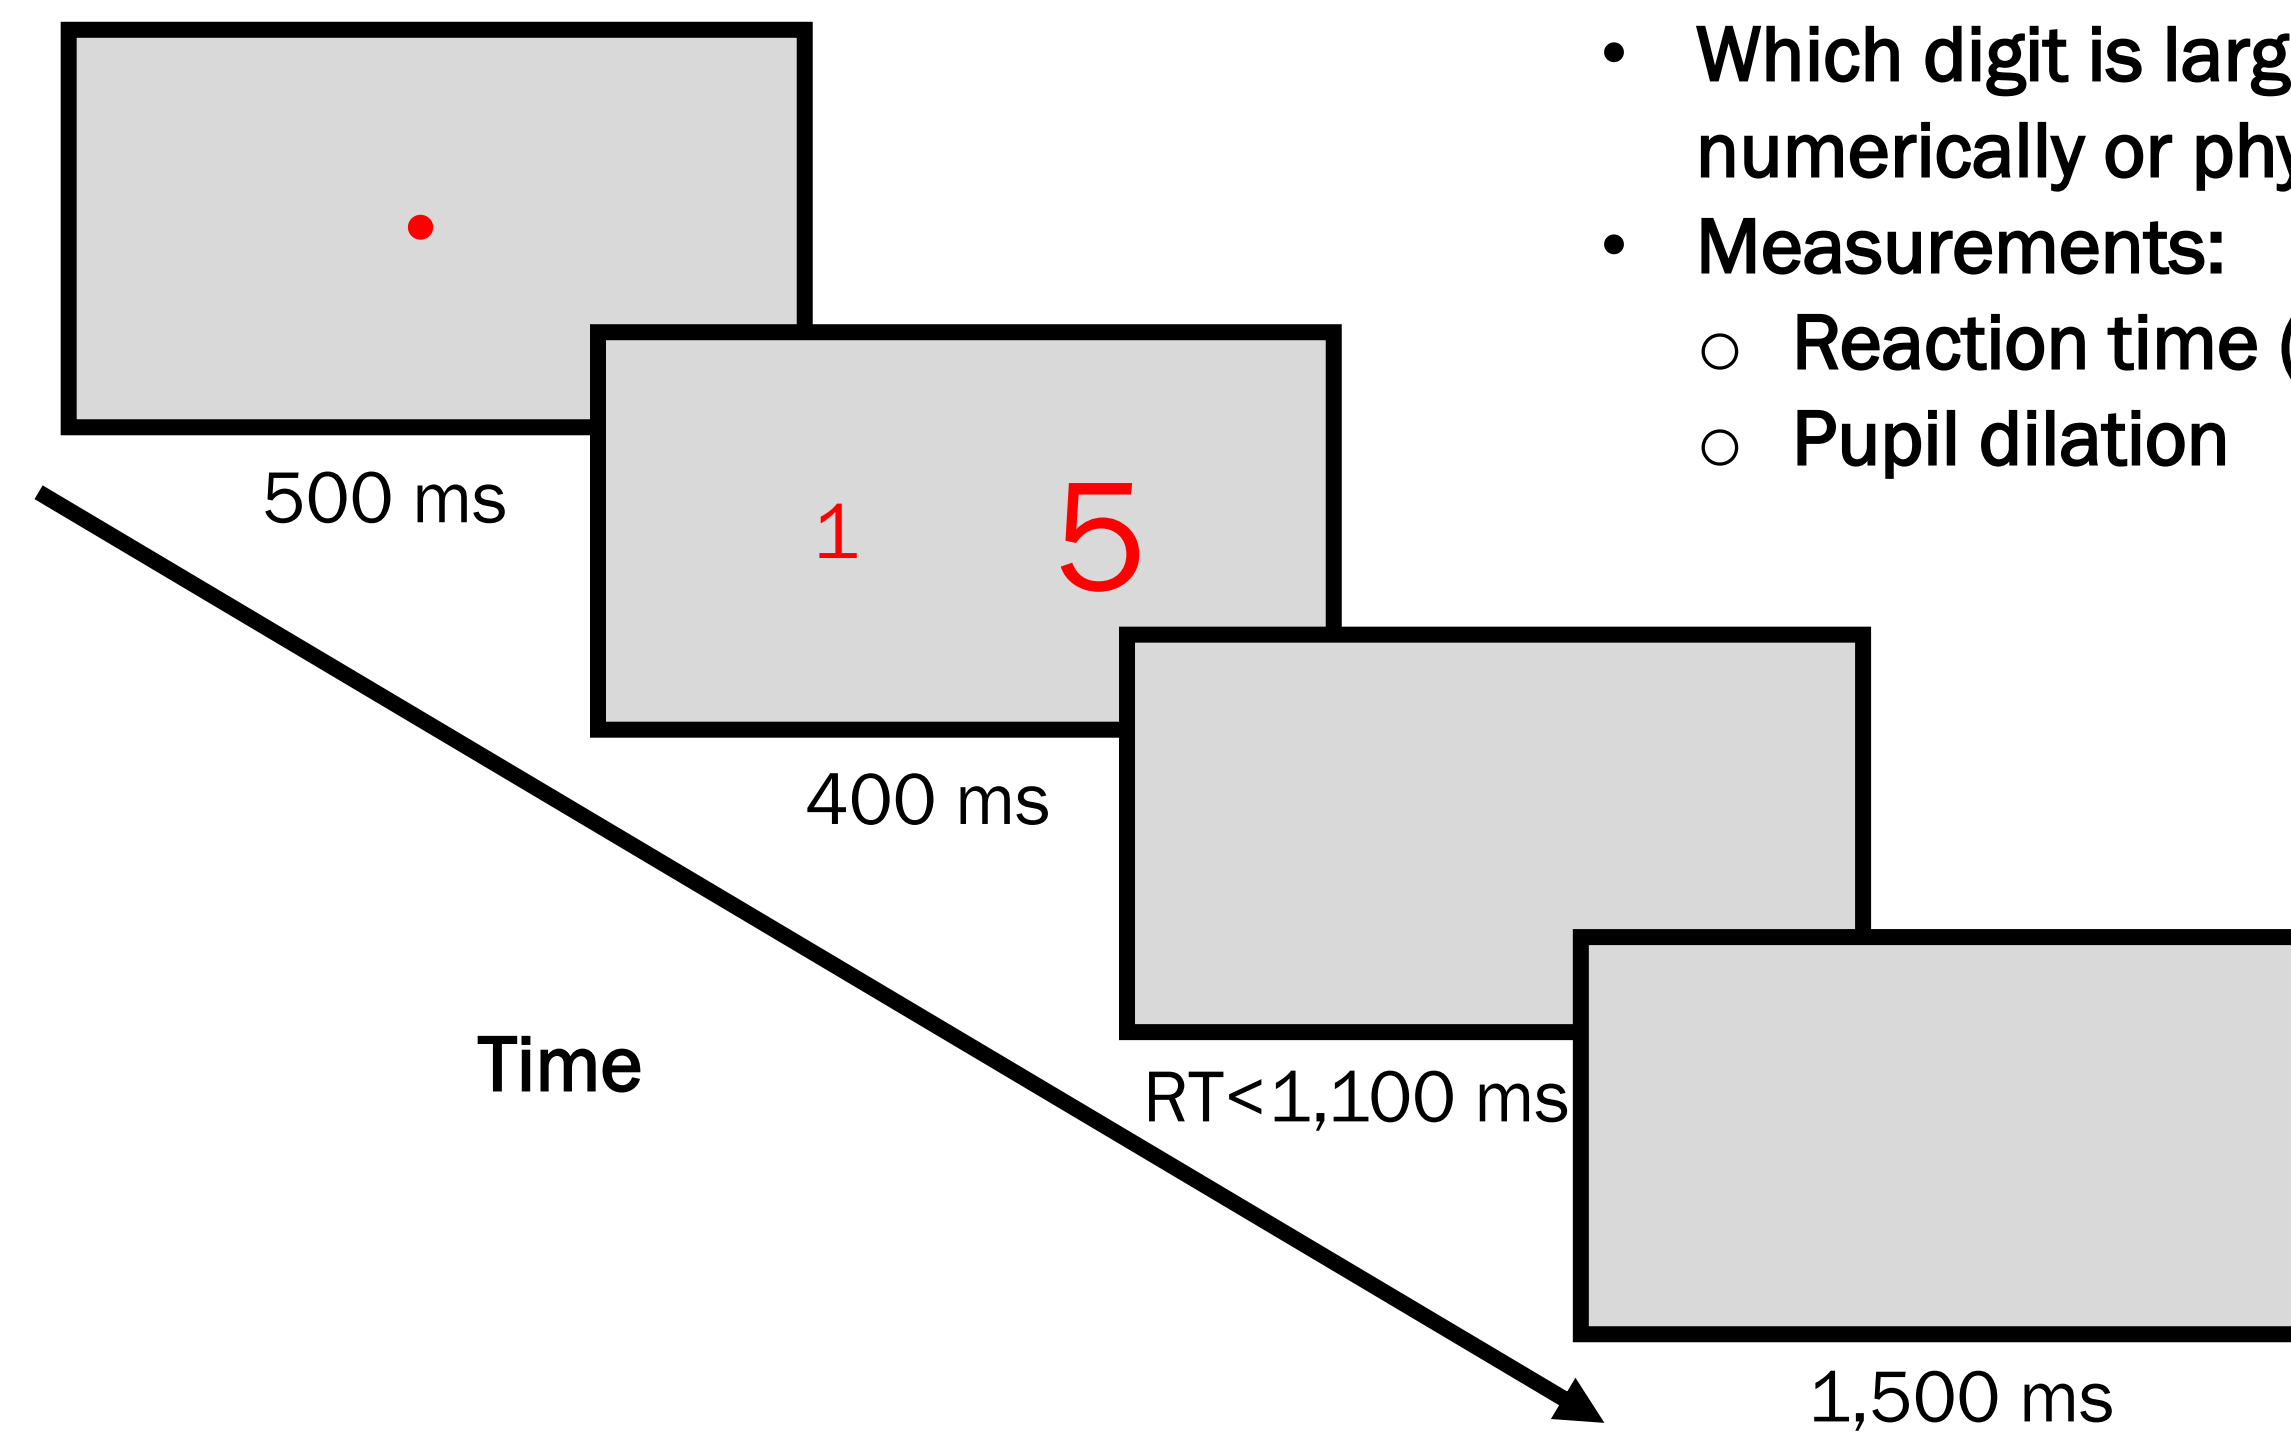 • Which digit is larg
numerically or phy
• Measurements:
○ Reaction time (
○ Pupil dilation
500 ms
1 5
400 ms
RT<1,100 ms
Time
1,500 ms